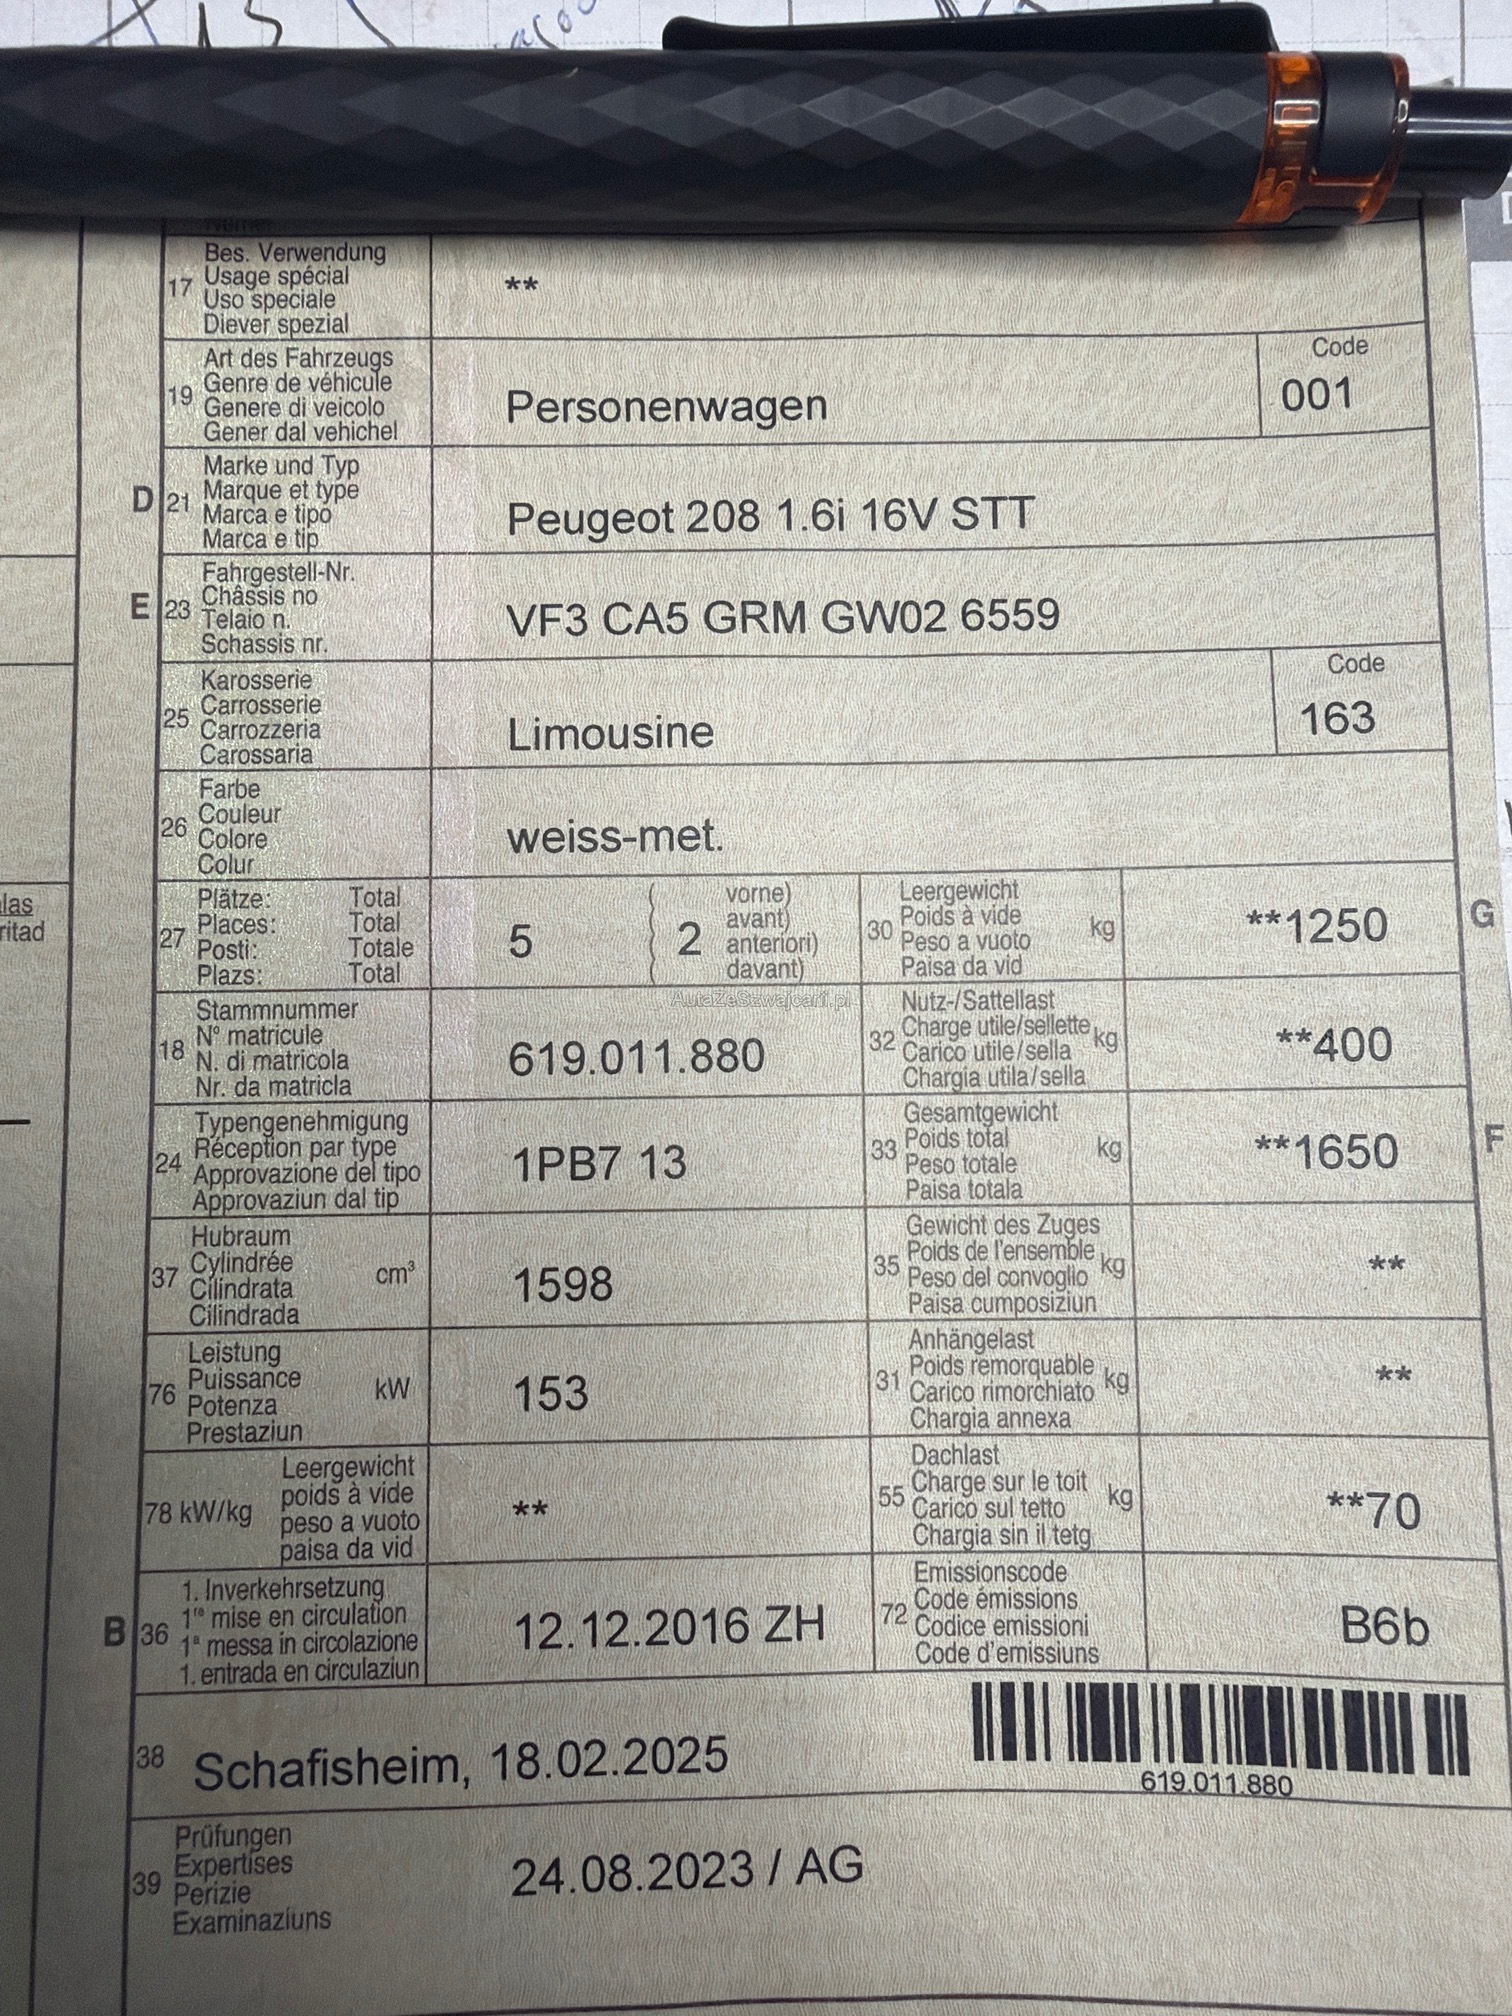 17 Bes. Verwendung
Usage spécial
Uso speciale
Diever spezial
**
19 Art des Fahrzeugs
Genre de véhicule
Genere di veicolo
Gener dal vehichel
Personenwagen
Code
001
D 21 Marke und Typ
Marque et type
Marca e tipo
Marca e tip
Peugeot 208 1.6i 16V STT
E 23 Fahrgestell-Nr.
Châssis no
Telaio n.
Schassis nr.
VF3 CA5 GRM GW02 6559
25 Karosserie
Carrosserie
Carrozzeria
Carossaria
Limousine
Code
163
26 Farbe
Couleur
Colore
Colur
weiss-met.
27 Plätze: Total
Places: Total
Posti: Totale
Plazs: Total
5
2
vorne)
avant)
anteriori)
davant)
30 Leergewicht
Poids à vide
Peso a vuoto
Paisa da vid
kg
**1250
G
AutaZeSzwajcarii.pl
18 Stammnummer
N° matricule
N. di matricola
Nr. da matricla
619.011.880
32 Nutz-/Sattellast
Charge utile/sellette
Carico utile/sella
Chargia utila/sella
kg
**400
24 Typengenehmigung
Réception par type
Approvazione del tipo
Approvaziun dal tip
1PB7 13
33 Gesamtgewicht
Poids total
Peso totale
Paisa totala
kg
**1650
F
37 Hubraum
Cylindrée
Cilindrata
Cilindrada
cm³
1598
35 Gewicht des Zuges
Poids de l'ensemble
Peso del convoglio
Paisa cumposiziun
kg
**
76 Leistung
Puissance
Potenza
Prestaziun
kW
153
31 Anhängelast
Poids remorquable
Carico rimorchiato
Chargia annexa
kg
**
78 kW/kg
Leergewicht
poids à vide
peso a vuoto
paisa da vid
**
55 Dachlast
Charge sur le toit
Carico sul tetto
Chargia sin il tetg
kg
**70
B 36 1. Inverkehrsetzung
1re mise en circulation
1a messa in circolazione
1. entrada en circulaziun
12.12.2016 ZH
72 Emissionscode
Code émissions
Codice emissioni
Code d'emissiuns
B6b
38 Schafisheim, 18.02.2025
619.011.880
39 Prüfungen
Expertises
Perizie
Examinaziuns
24.08.2023 / AG